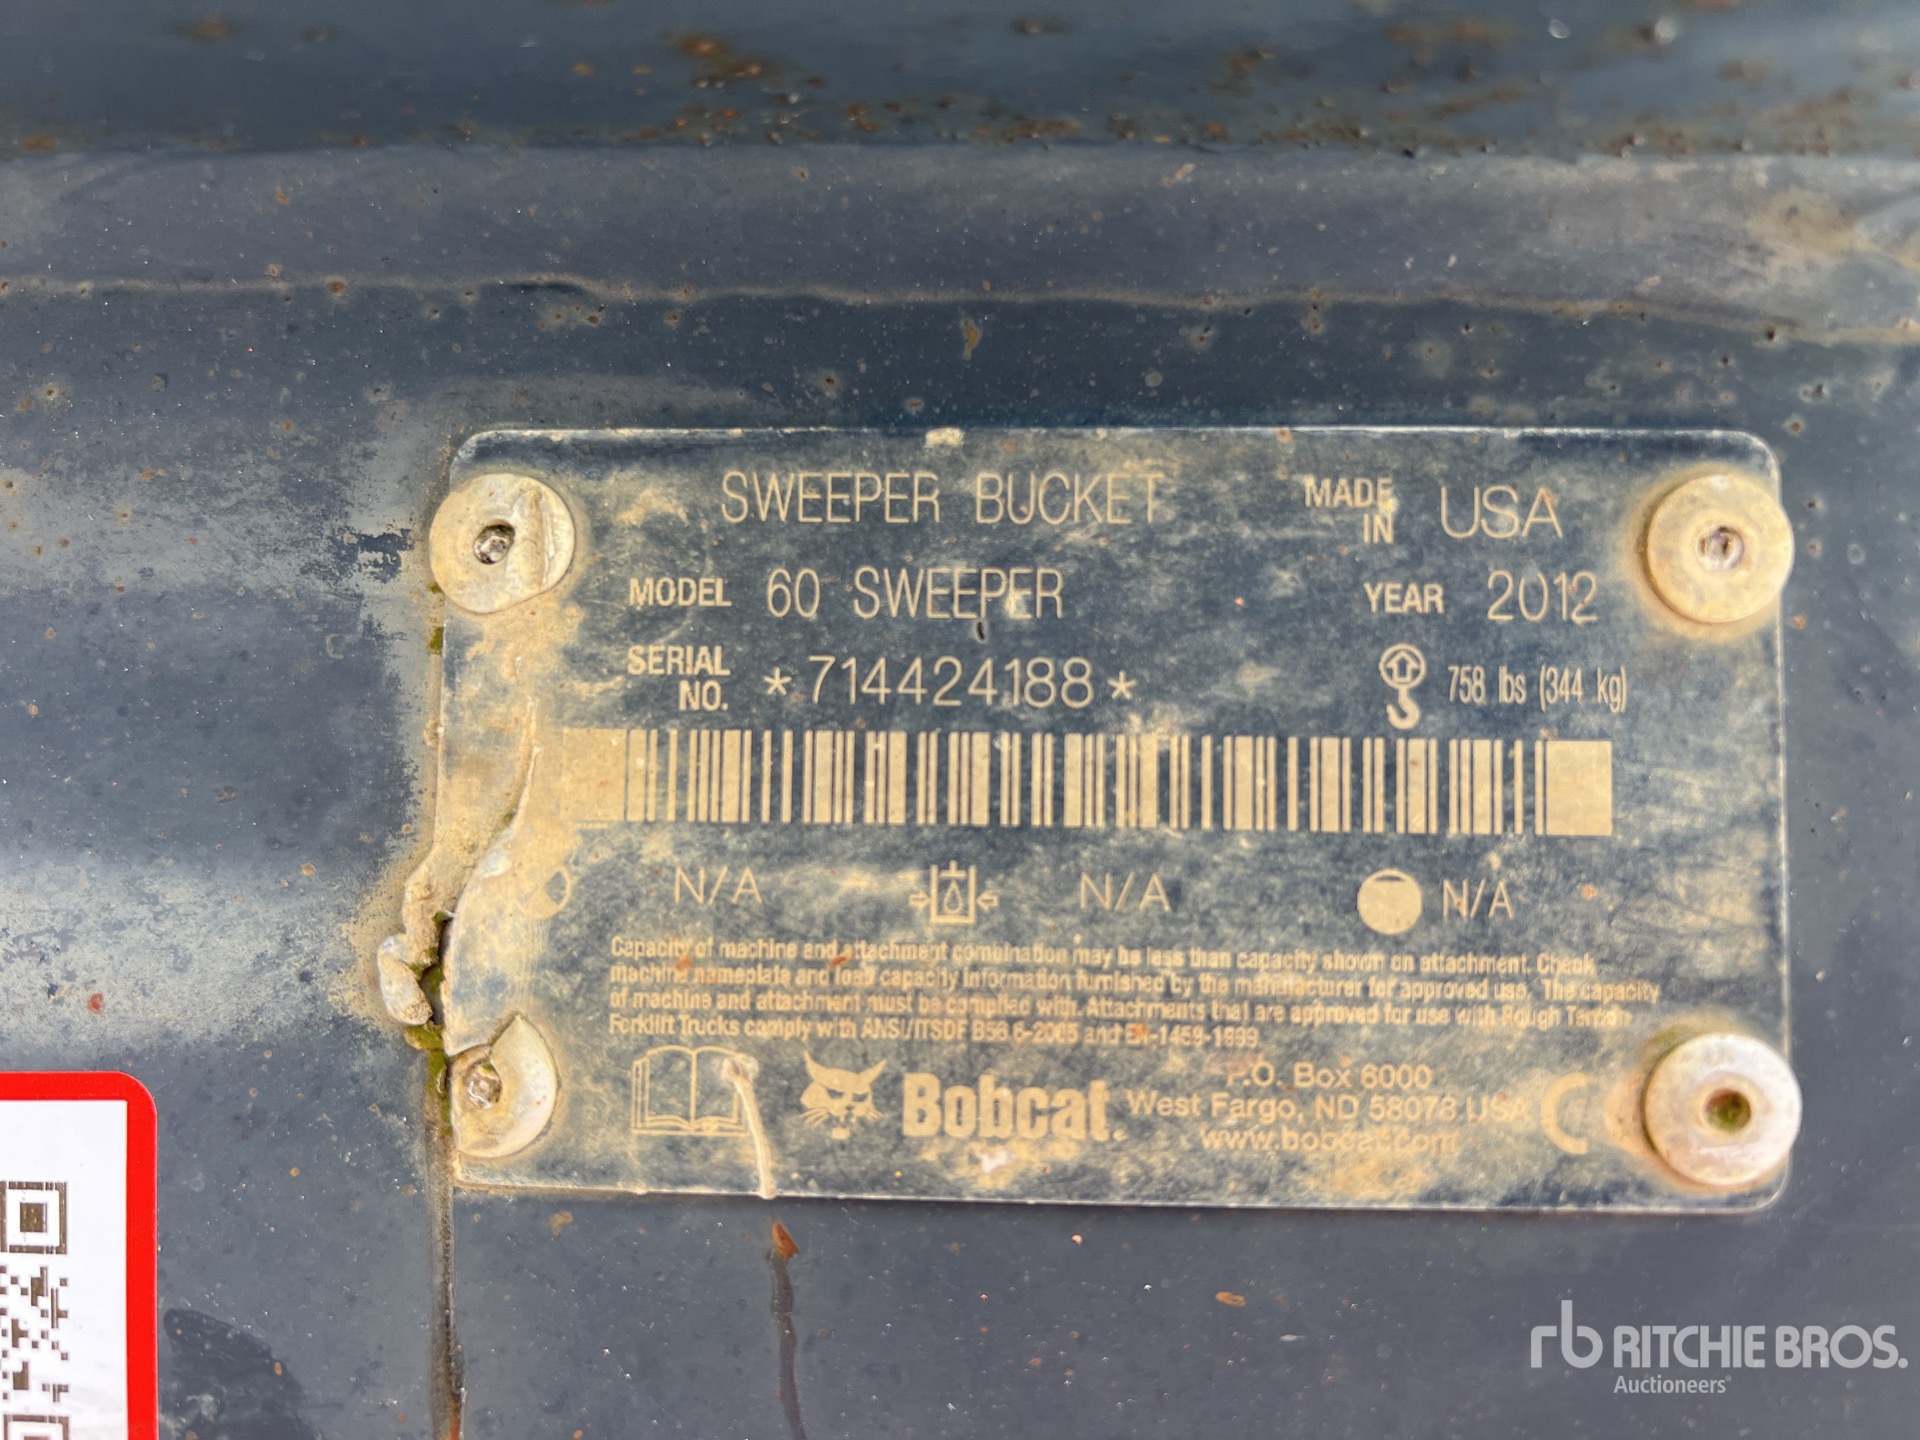 SWEEPER BUCKET
MADE IN USA
MODEL 60 SWEEPER
YEAR 2012
SERIAL NO. *714424188*
758 lbs (344 kg)
N/A N/A N/A
Capacity of machine and attachment combination may be less than capacity shown on attachment. Check
machine nameplate and load capacity information furnished by the manufacturer for approved use. The capacity
of machine and attachment must be complied with. Attachments that are approved for use with Rough Terrain
Forklift Trucks comply with ANSI/ITSDF B56.6-2005 and EN-1459-1999.
Bobcat
P.O. Box 6000
West Fargo, ND 58078 USA
www.bobcat.com
CE
rb RITCHIE BROS.
Auctioneers